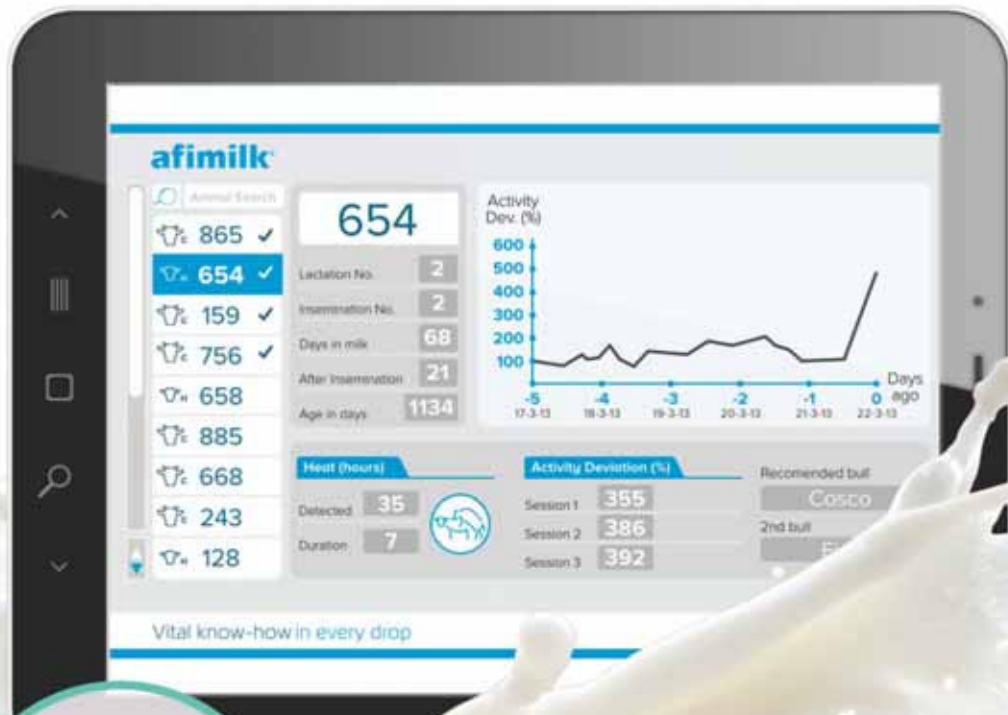 afimilk
Animal Search
865
654
159
756
658
885
668
243
128
654
Lactation No. 2
Insemination No. 2
Days in milk 68
After Insemination 21
Age in days 1134
Activity
Dev. (%)
600
500
400
300
200
100
-5 -4 -3 -2 -1 0
17-3-13 18-3-13 19-3-13 20-3-13 21-3-13 22-3-13
Days
ago
Heat (hours)
Detected 35
Duration 7
Activity Deviation (%)
Session 1 355
Session 2 386
Session 3 392
Recomended bull
Cosco
2nd bull
Vital know-how in every drop